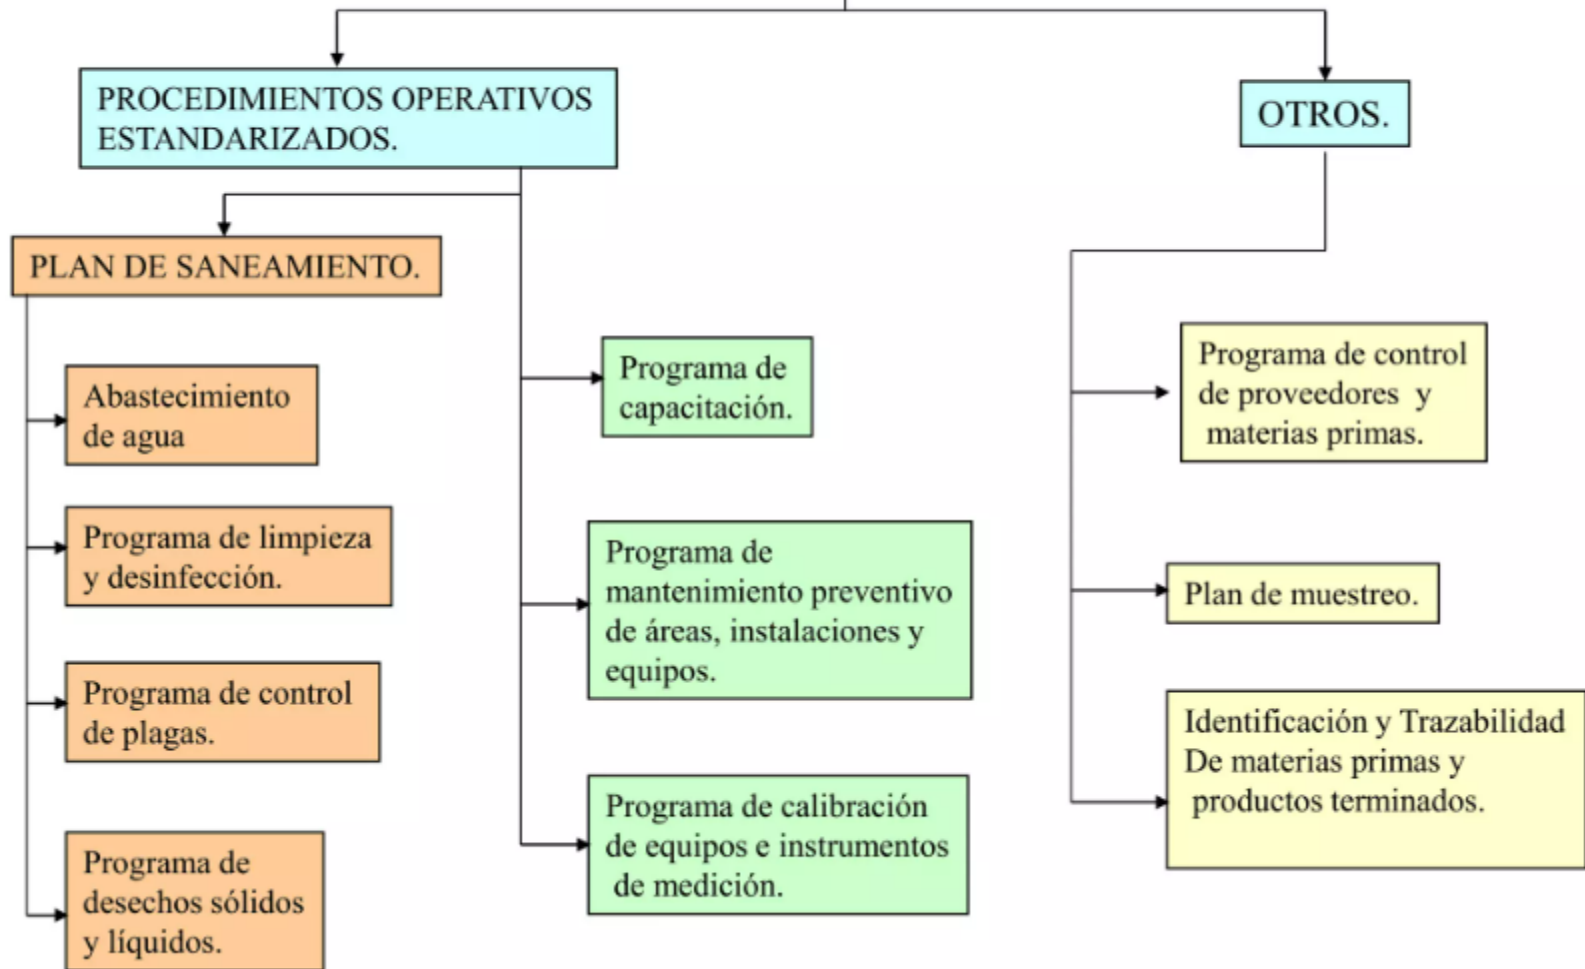 PROCEDIMIENTOS OPERATIVOS
ESTANDARIZADOS.
OTROS.
PLAN DE SANEAMIENTO.
Abastecimiento
de agua
Programa de limpieza
y desinfección.
Programa de control
de plagas.
Programa de
desechos sólidos
y líquidos.
Programa de
capacitación.
Programa de
mantenimiento preventivo
de áreas, instalaciones y
equipos.
Programa de calibración
de equipos e instrumentos
de medición.
Programa de control
de proveedores y
materias primas.
Plan de muestreo.
Identificación y Trazabilidad
De materias primas y
productos terminados.